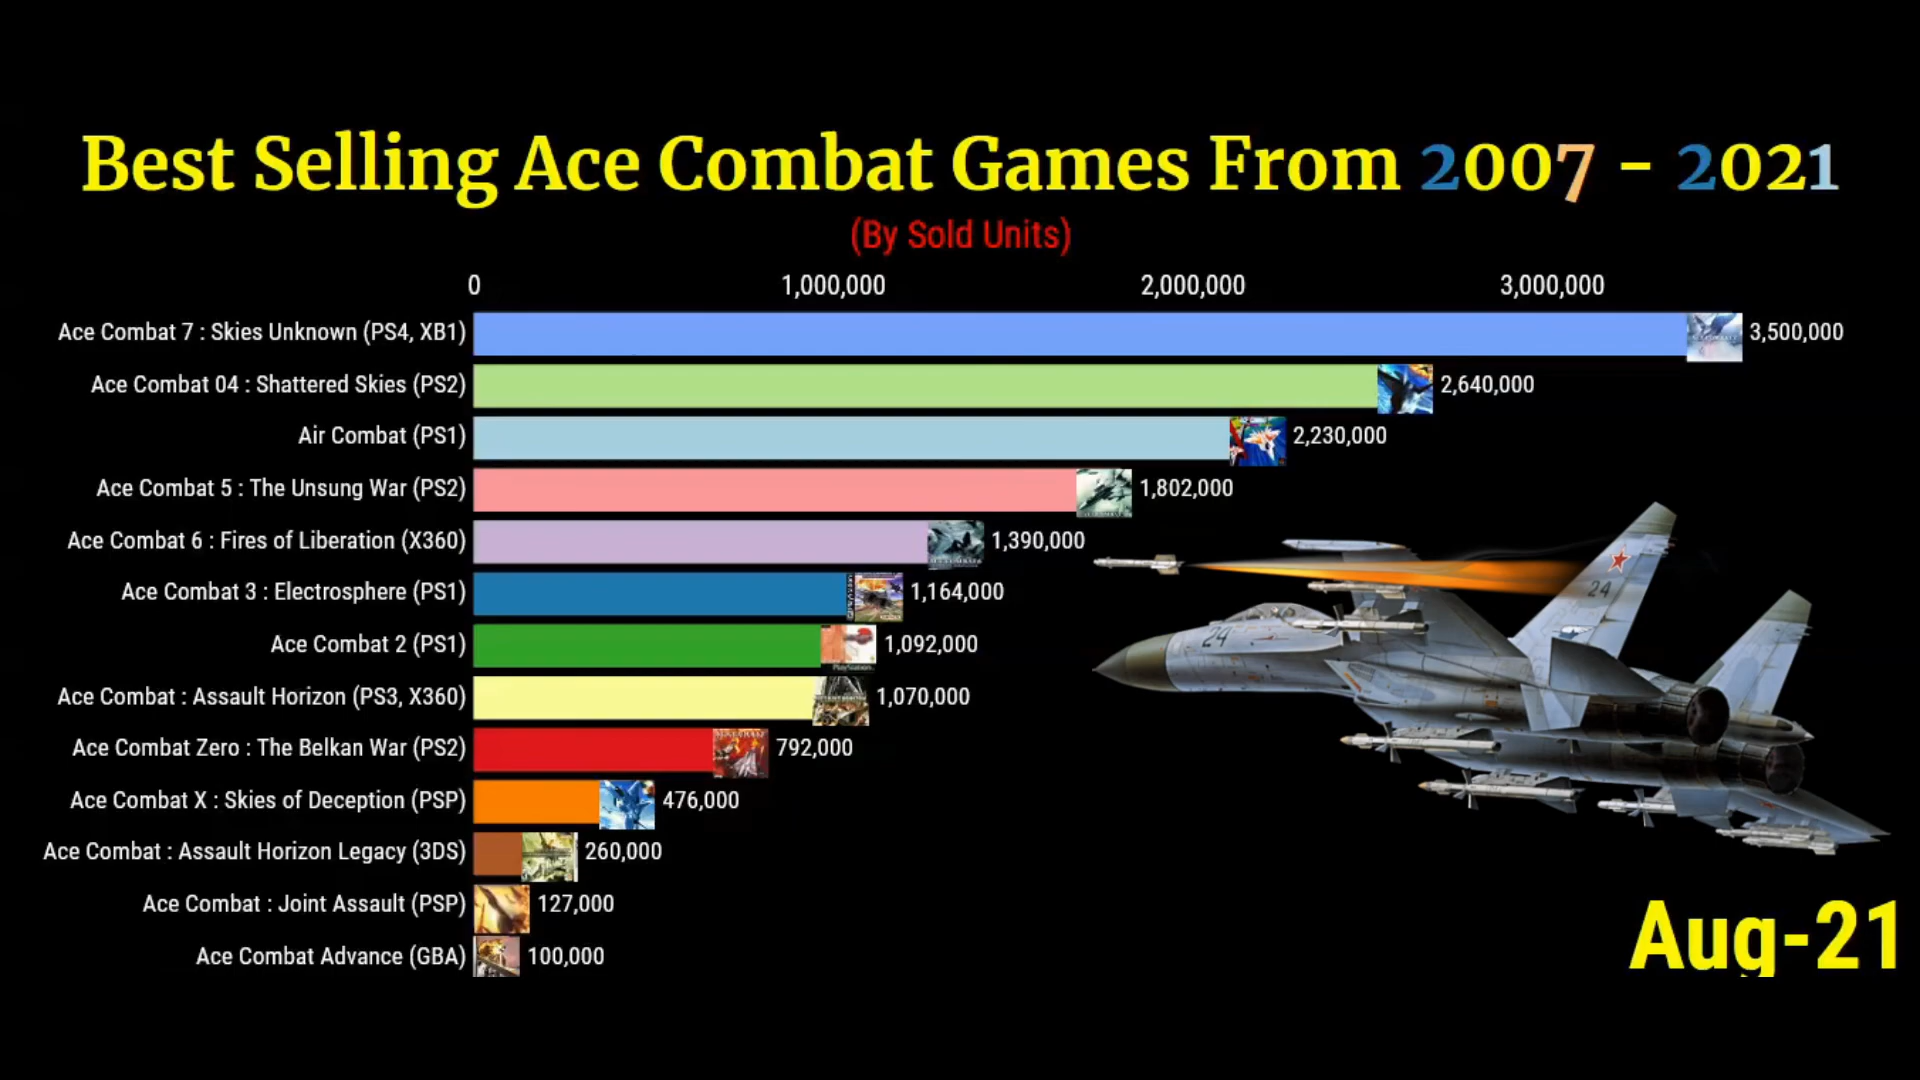 Best Selling Ace Combat Games From 2007 - 2021
(By Sold Units)
0 1,000,000 2,000,000 3,000,000
Ace Combat 7 : Skies Unknown (PS4, XB1) 3,500,000
Ace Combat 04 : Shattered Skies (PS2) 2,640,000
Air Combat (PS1) 2,230,000
Ace Combat 5 : The Unsung War (PS2) 1,802,000
Ace Combat 6 : Fires of Liberation (X360) 1,390,000
Ace Combat 3 : Electrosphere (PS1) 1,164,000
24
24
Ace Combat 2 (PS1) 1,092,000
Ace Combat : Assault Horizon (PS3, X360) 1,070,000
Ace Combat Zero : The Belkan War (PS2) 792,000
Ace Combat X : Skies of Deception (PSP) 476,000
Ace Combat : Assault Horizon Legacy (3DS) 260,000
Ace Combat : Joint Assault (PSP) 127,000
Ace Combat Advance (GBA) 100,000
Aug-21